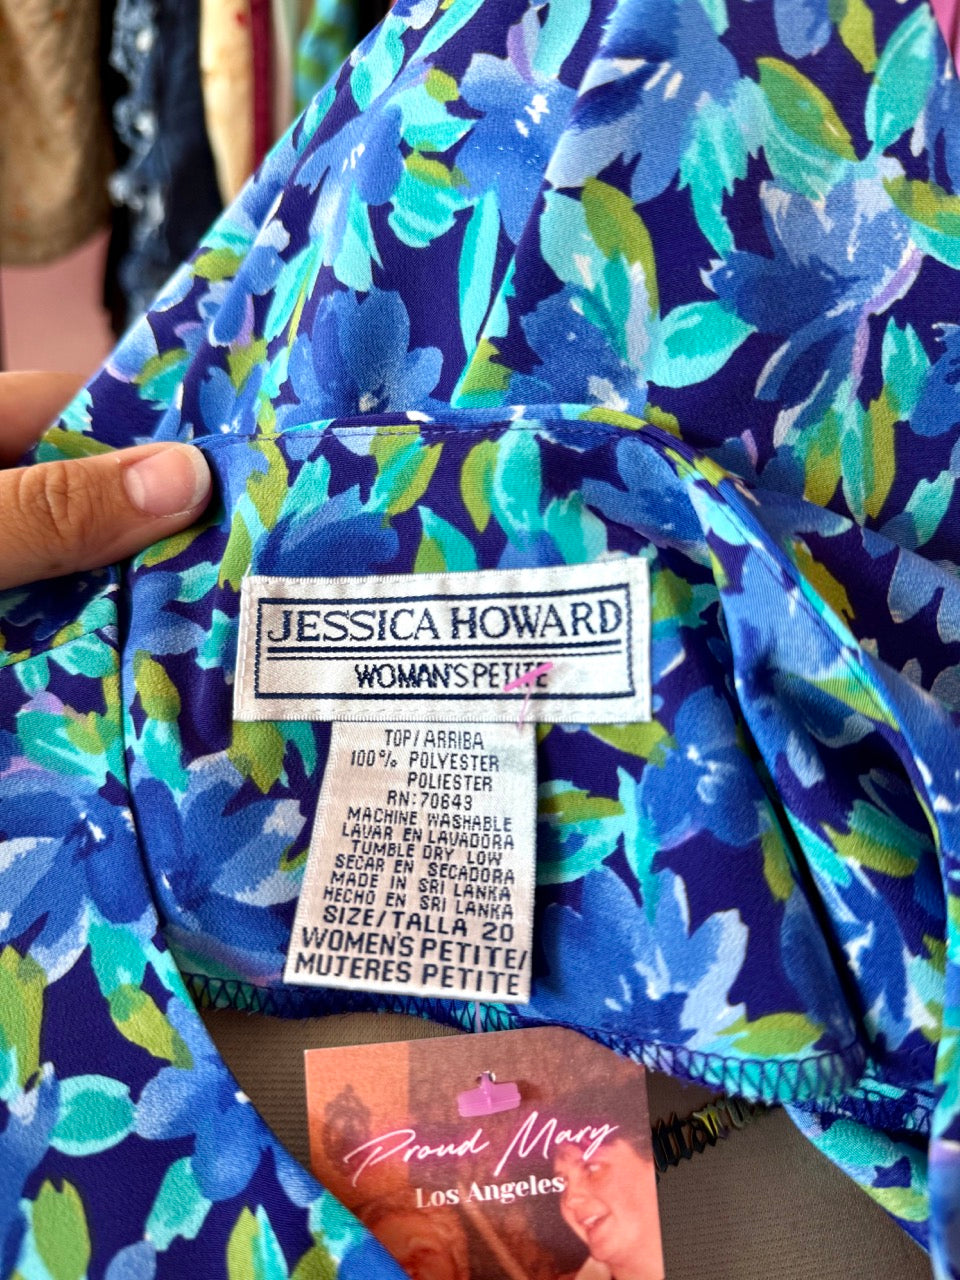 JESSICA HOWARD
WOMAN'S PETITE
TOP/ARRIBA
100% POLYESTER
POLIESTER
RN:70643
MACHINE WASHABLE
LAVAR EN LAVADORA
TUMBLE DRY LOW
SECAR EN SECADORA
MADE IN SRI LANKA
HECHO EN SRI LANKA
SIZE/TALLA 20
WOMEN'S PETITE/
MUJERES PETITE
Proud Mary
Los Angeles